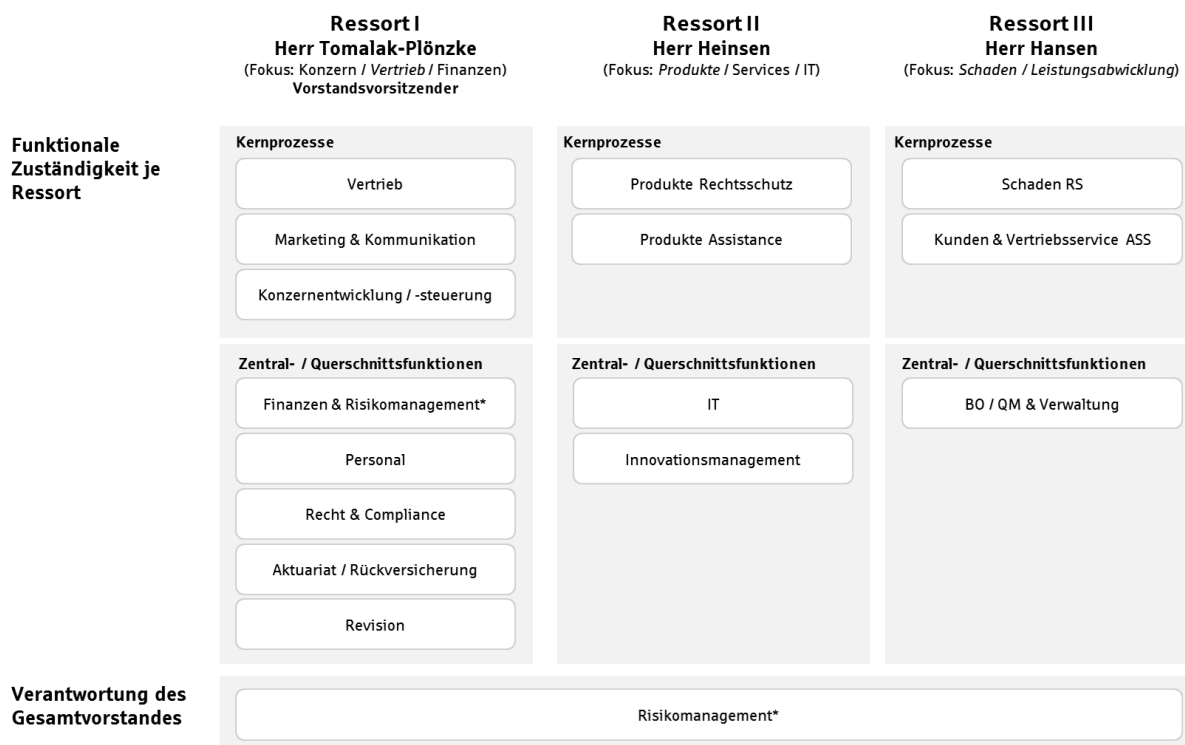 Ressort I
Herr Tomalak-Plönzke
(Fokus: Konzern / Vertrieb / Finanzen)
Vorstandsvorsitzender
Ressort II
Herr Heinsen
(Fokus: Produkte / Services / IT)
Ressort III
Herr Hansen
(Fokus: Schaden / Leistungsabwicklung)
Funktionale
Zuständigkeit je
Ressort
Kernprozesse
Vertrieb
Marketing & Kommunikation
Konzernentwicklung / -steuerung
Kernprozesse
Produkte Rechtsschutz
Produkte Assistance
Kernprozesse
Schaden RS
Kunden & Vertriebsservice ASS
Zentral- / Querschnittsfunktionen
Finanzen & Risikomanagement*
Personal
Recht & Compliance
Aktuariat / Rückversicherung
Revision
Zentral- / Querschnittsfunktionen
IT
Innovationsmanagement
Zentral- / Querschnittsfunktionen
BO / QM & Verwaltung
Verantwortung des
Gesamtvorstandes
Risikomanagement*